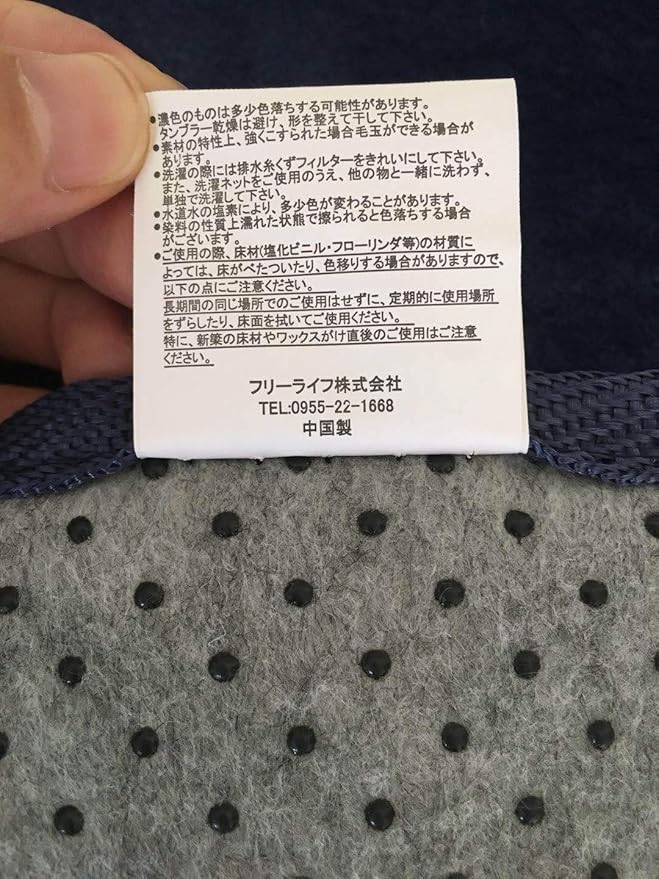 ●濃色のものは多少色落ちする可能性があります。
タンブラー乾燥は避け、形を整えて干して下さい。
●素材の特性上、強くこすられた場合毛玉ができる場合が
あります。
●洗濯の際には排水糸くずフィルターをきれいにして下さい。
また、洗濯ネットをご使用のうえ、他の物と一緒に洗わず、
単独で洗濯して下さい。
●水道水の塩素により、多少色が変わることがあります。
●染料の性質上濡れた状態で擦られると色落ちする場合
がございます。
●ご使用の際、床材(塩化ビニル・フローリンダ等)の材質に
よっては、床がべたついたり、色移りする場合がありますので、
以下の点にご注意ください。
長期間の同じ場所でのご使用はせずに、定期的に使用場所
をずらしたり、床面を拭いてご使用ください。
特に、新築の床材やワックスがけ直後のご使用はご注意
ください。
フリーライフ株式会社
TEL:0955-22-1668
中国製